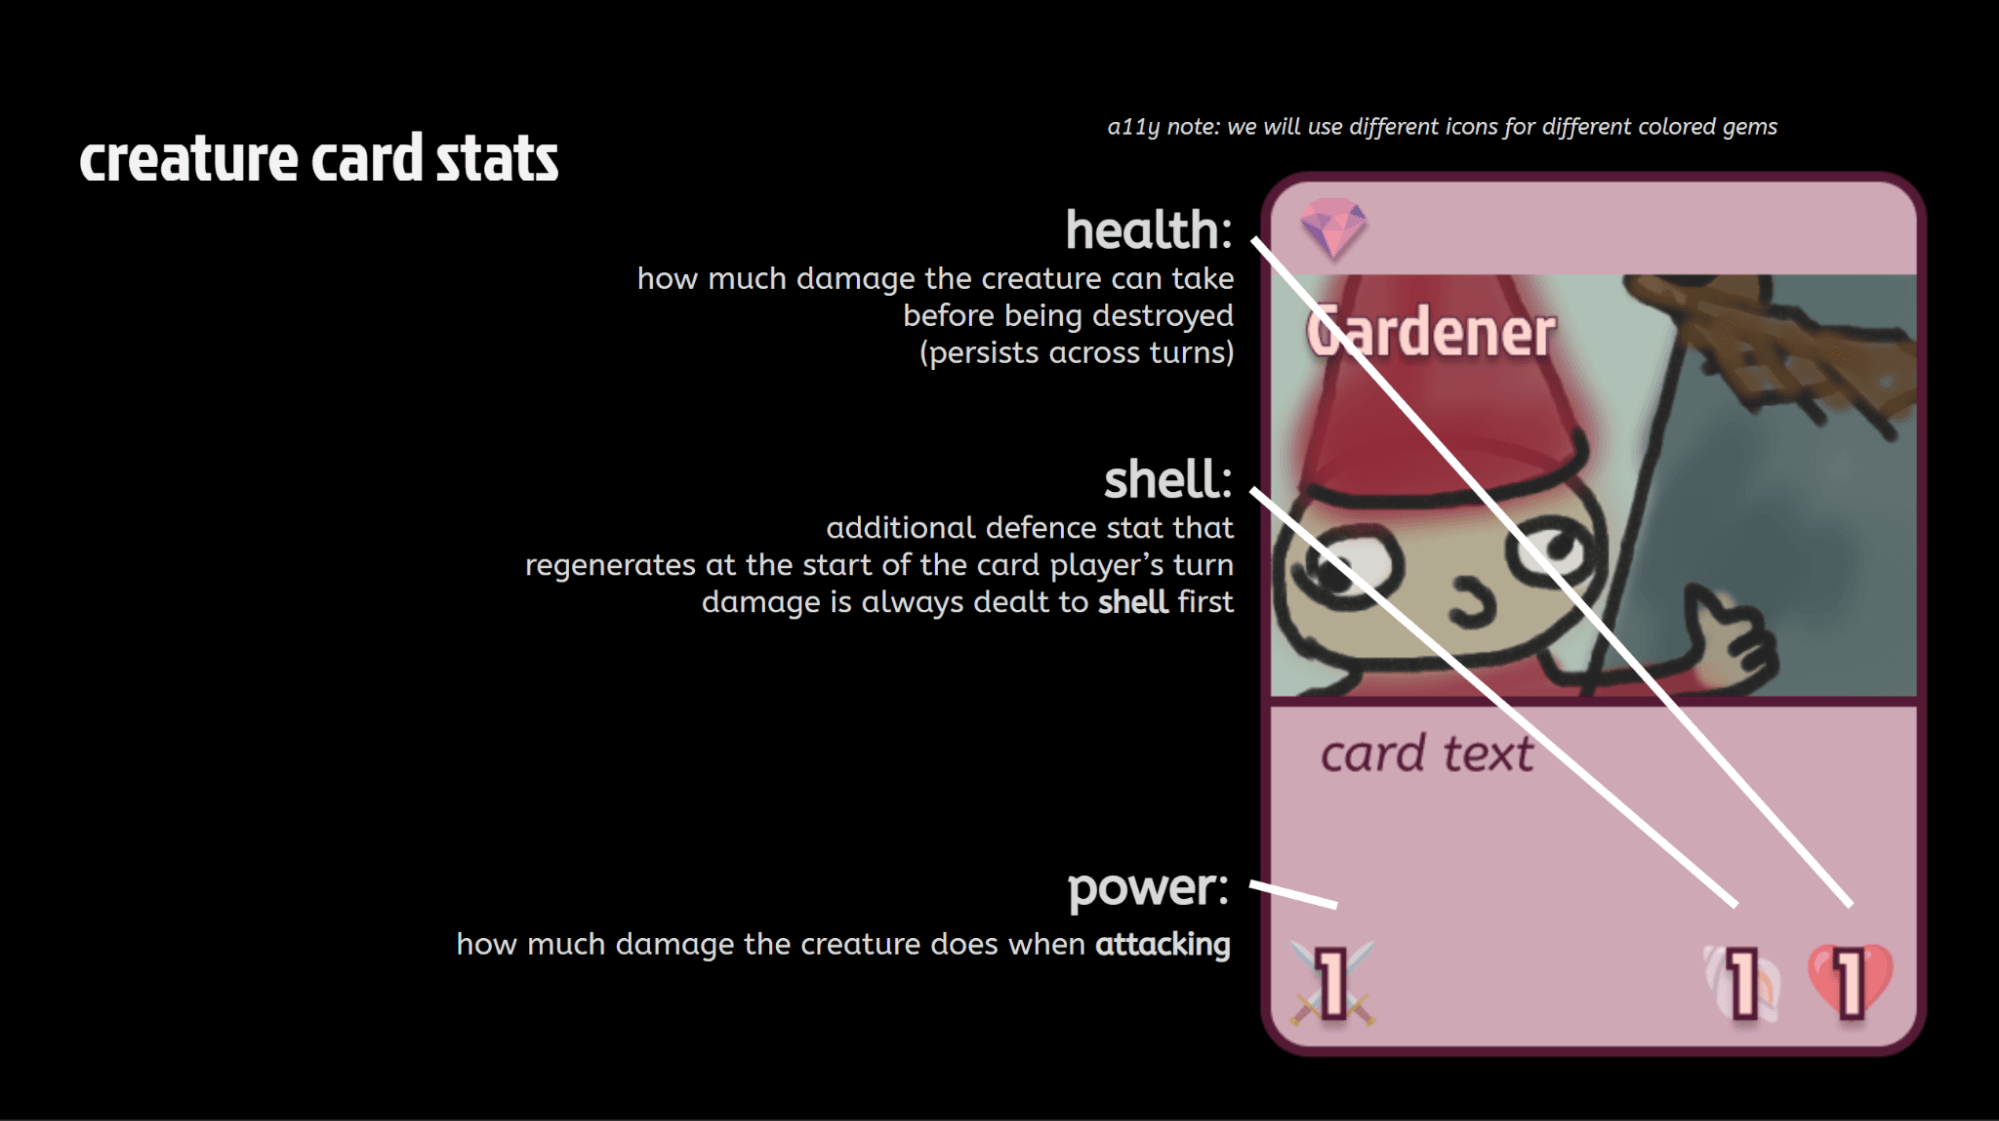 creature card stats
a11y note: we will use different icons for different colored gems
health:
how much damage the creature can take
before being destroyed
(persists across turns)
shell:
additional defence stat that
regenerates at the start of the card player’s turn
damage is always dealt to shell first
power:
how much damage the creature does when attacking
Gardener
card text
1
1
1